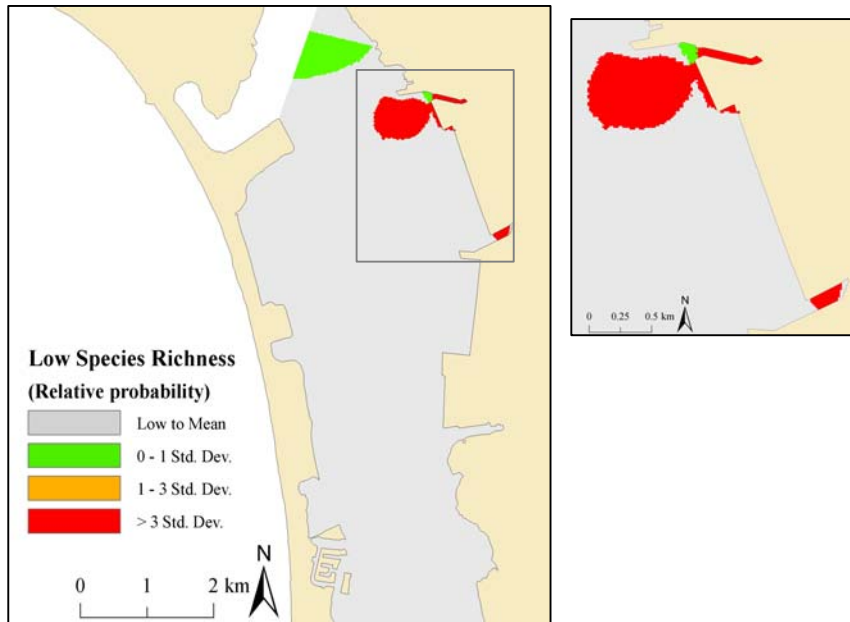 Low Species Richness
(Relative probability)
Low to Mean
0 - 1 Std. Dev.
1 - 3 Std. Dev.
> 3 Std. Dev.
N
0 1 2 km
N
0 0.25 0.5 km